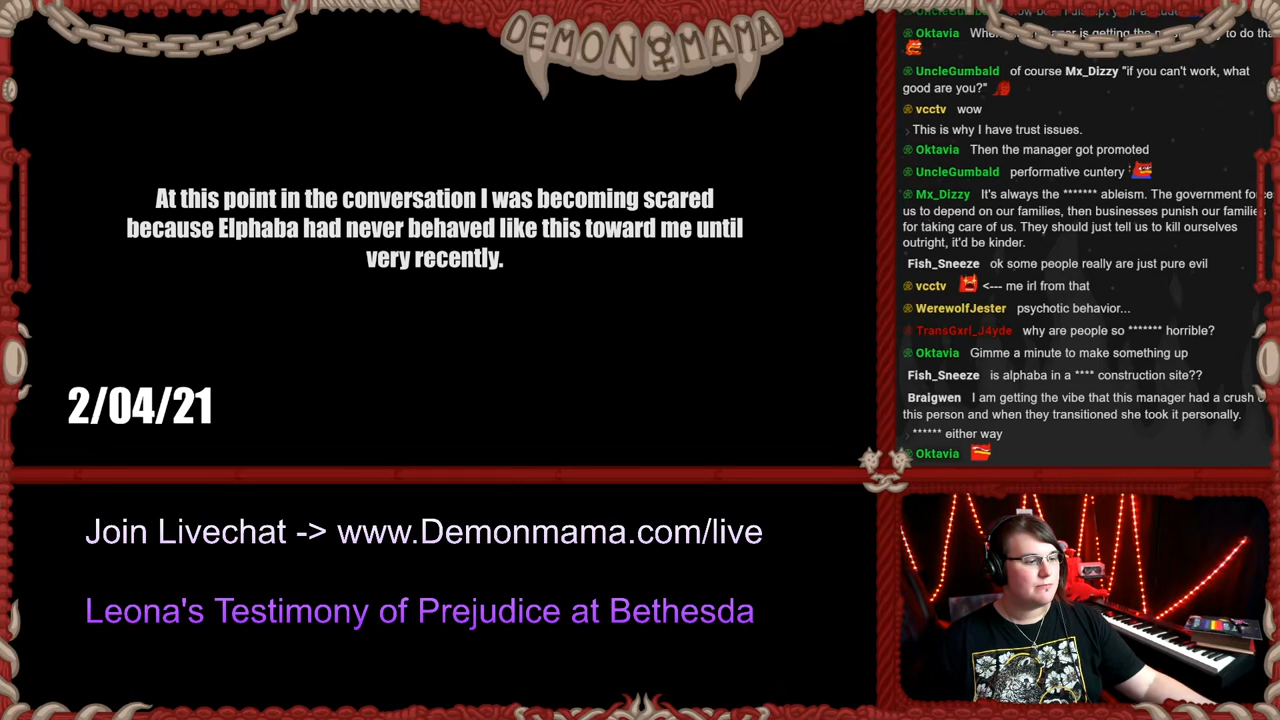 DEMON MAMA
At this point in the conversation I was becoming scared
because Elphaba had never behaved like this toward me until
very recently.
2/04/21
Join Livechat -> www.Demonmama.com/live
Leona's Testimony of Prejudice at Bethesda
Oktavia
UncleGumbald of course Mx_Dizzy "if you can't work, what
good are you?"
vcctv wow
This is why I have trust issues.
Oktavia Then the manager got promoted
UncleGumbald performative cuntery
Mx_Dizzy It's always the ******* ableism. The government
us to depend on our families, then businesses punish our
for taking care of us. They should just tell us to kill ourselves
outright, it'd be kinder.
Fish_Sneeze ok some people really are just pure evil
vcctv <--- me irl from that
WerewolfJester psychotic behavior...
TransGxrl_J4yde why are people so ******* horrible?
Oktavia Gimme a minute to make something up
Fish_Sneeze is alphaba in a **** construction site??
Braigwen I am getting the vibe that this manager had a crush
this person and when they transitioned she took it personally.
****** either way
Oktavia